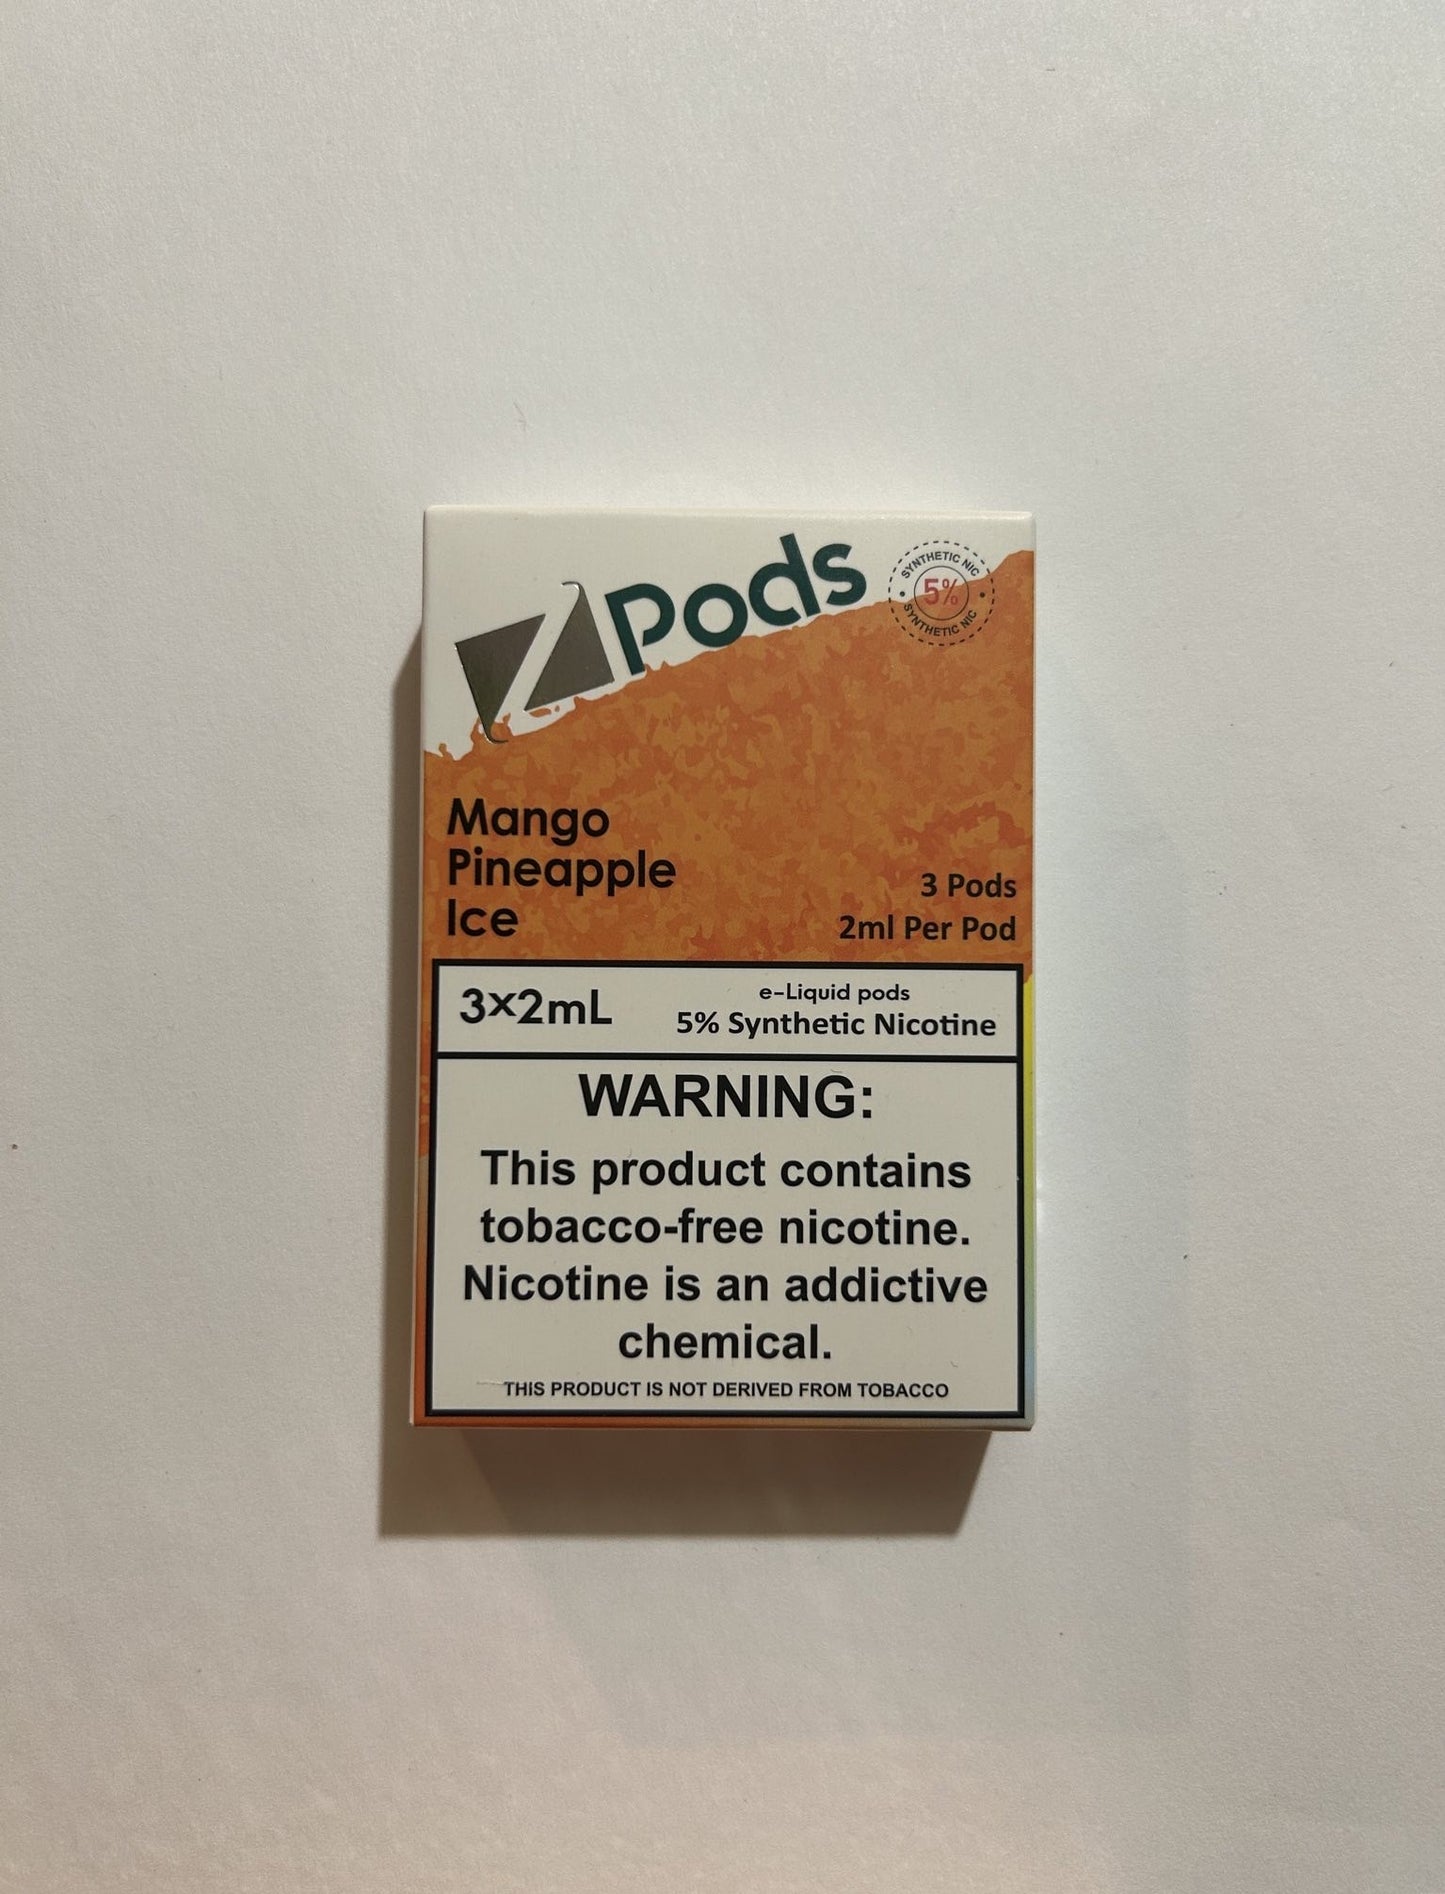 Z Pods
SYNTHETIC NIC
5%
SYNTHETIC NIC
Mango
Pineapple
Ice
3 Pods
2ml Per Pod
3×2mL
e-Liquid pods
5% Synthetic Nicotine
WARNING:
This product contains
tobacco-free nicotine.
Nicotine is an addictive
chemical.
THIS PRODUCT IS NOT DERIVED FROM TOBACCO